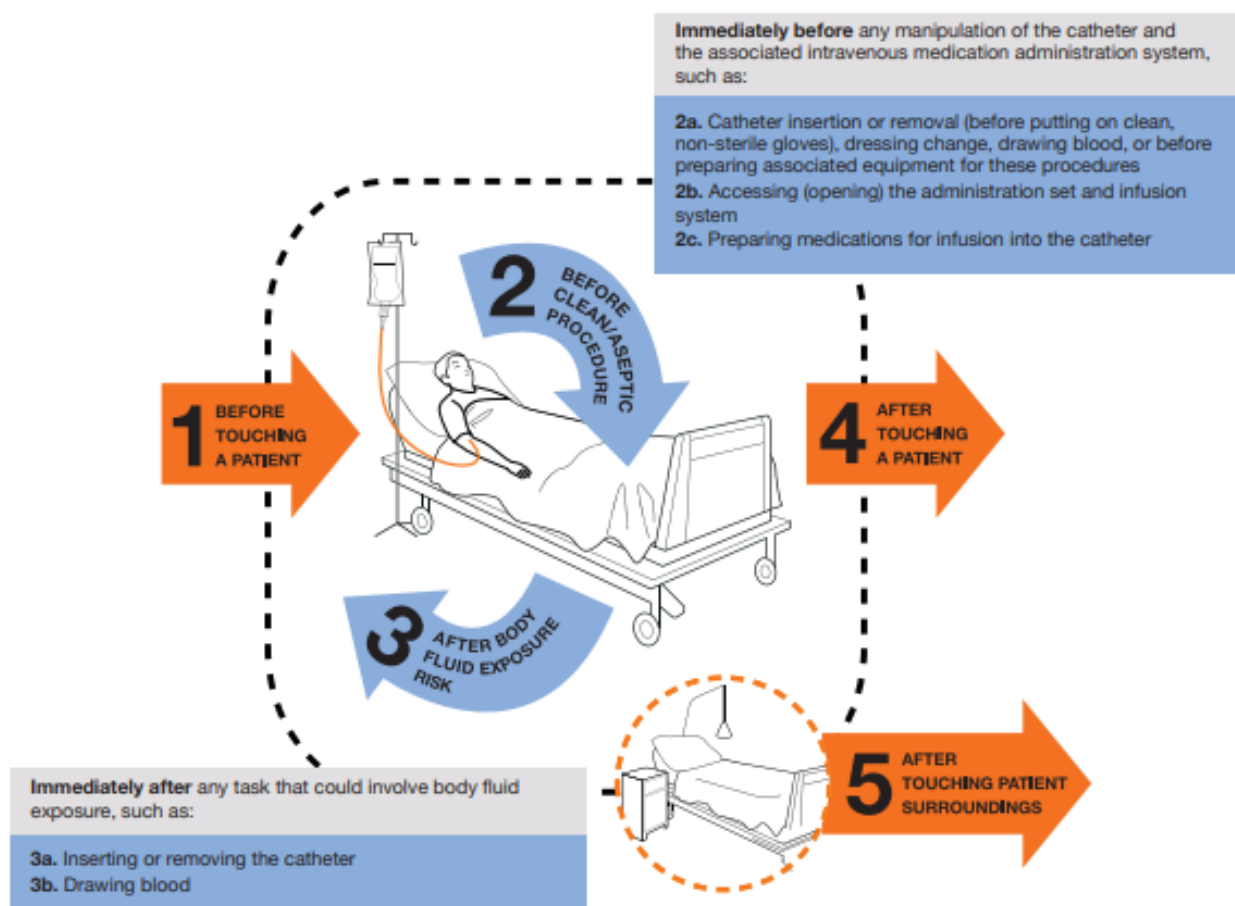 Immediately before any manipulation of the catheter and
the associated intravenous medication administration system,
such as:
2a. Catheter insertion or removal (before putting on clean,
non-sterile gloves), dressing change, drawing blood, or before
preparing associated equipment for these procedures
2b. Accessing (opening) the administration set and infusion
system
2c. Preparing medications for infusion into the catheter
1
BEFORE
TOUCHING
A PATIENT
2
BEFORE
CLEAN/ASEPTIC
PROCEDURE
3
AFTER BODY
FLUID EXPOSURE
RISK
4
AFTER
TOUCHING
A PATIENT
5
AFTER
TOUCHING PATIENT
SURROUNDINGS
Immediately after any task that could involve body fluid
exposure, such as:
3a. Inserting or removing the catheter
3b. Drawing blood